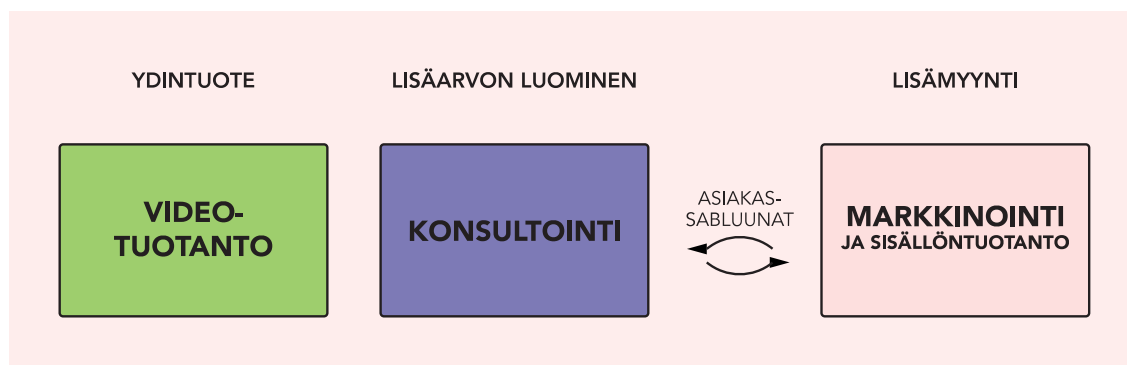 YDINTUOTE
LISÄARVON LUOMINEN
LISÄMYYNTI
VIDEO-
TUOTANTO
KONSULTOINTI
ASIAKAS-
SABLUUNAT
MARKKINOINTI
JA SISÄLLÖNTUOTANTO